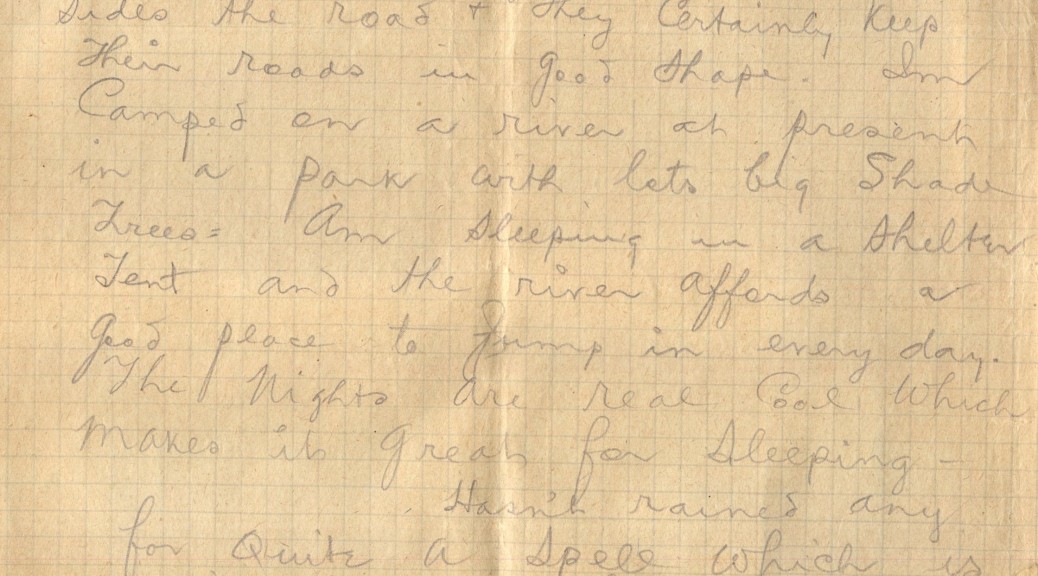 Sides the road + they Certainly Keep
Their roads in good shape. Im
Camped on a river at present
in a park with lots big Shade
Trees= Am Sleeping in a Shelter
Tent and the river affords a
good place to jump in every day.
The Nights are real Cool Which
makes it Great for Sleeping -
Hasn't rained any
for Quite a Spell which is